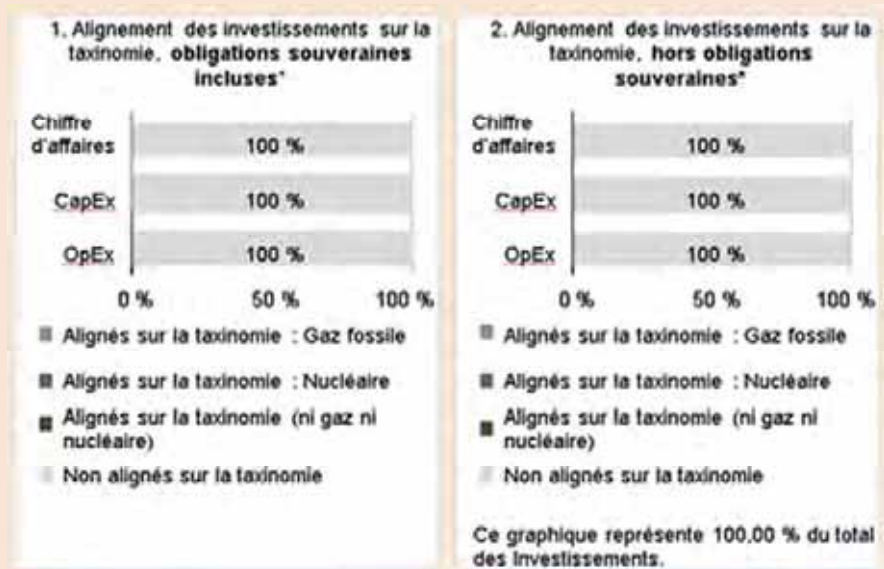 1. Alignement des investissements sur la
taxinomie, obligations souveraines
incluses*
Chiffre
d'affaires
100 %
CapEx
100 %
OpEx
100 %
0 %
50 %
100 %
Alignés sur la taxinomie : Gaz fossile
Alignés sur la taxinomie : Nucléaire
Alignés sur la taxinomie (ni gaz ni
nucléaire)
Non alignés sur la taxinomie
2. Alignement des investissements sur la
taxinomie, hors obligations
souveraines*
Chiffre
d'affaires
100 %
CapEx
100 %
OpEx
100 %
0 %
50 %
100 %
Alignés sur la taxinomie : Gaz fossile
Alignés sur la taxinomie : Nucléaire
Alignés sur la taxinomie (ni gaz ni
nucléaire)
Non alignés sur la taxinomie
Ce graphique représente 100.00 % du total
des Investissements.